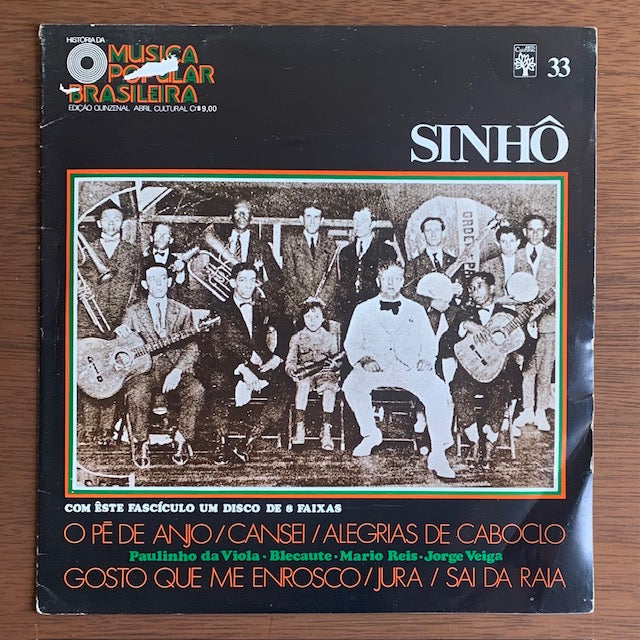 HISTÓRIA DA
MUSICA
POPULAR
BRASILEIRA
EDIÇÃO QUINZENAL ABRIL CULTURAL Cr$ 9,00
33
SINHÔ
COM ÊSTE FASCÍCULO UM DISCO DE 8 FAIXAS
O PÉ DE ANJO / CANSEI / ALEGRIAS DE CABOCLO
Paulinho da Viola · Blecaute · Mario Reis · Jorge Veiga
GOSTO QUE ME ENROSCO / JURA / SAI DA RAIA